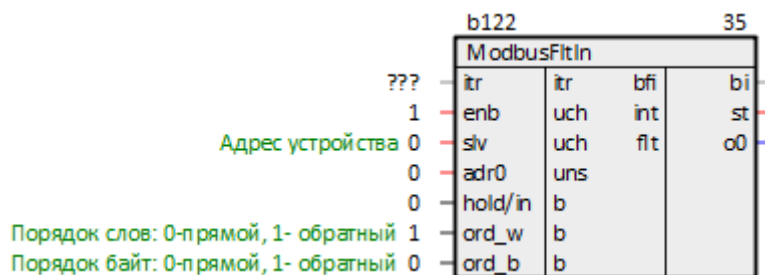 b122 35
ModbusFltIn
??? itr itr bfi bi
1 enb uch int st
Адрес устройства 0 slv uch flt o0
0 adr0 uns
0 hold/in b
Порядок слов: 0-прямой, 1- обратный 1 ord_w b
Порядок байт: 0-прямой, 1- обратный 0 ord_b b